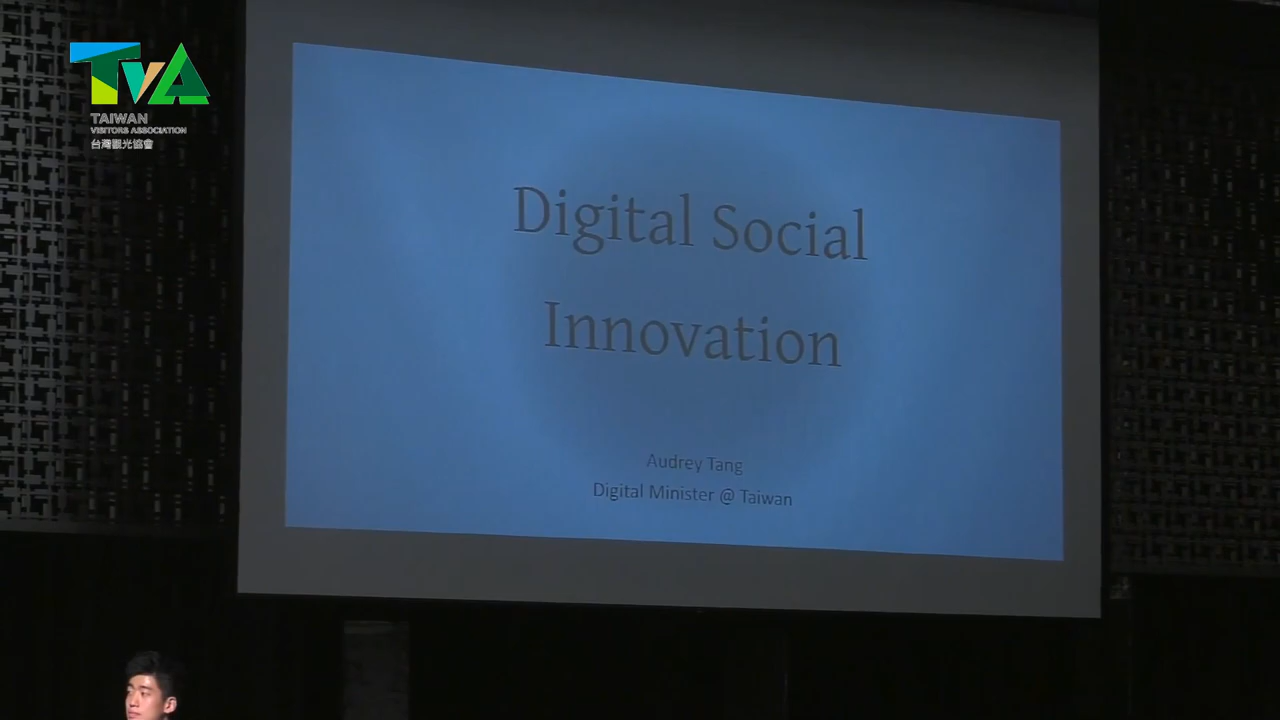 TvA
TAIWAN
VISITORS ASSOCIATION
台灣觀光協會
Digital Social
Innovation
Audrey Tang
Digital Minister @ Taiwan